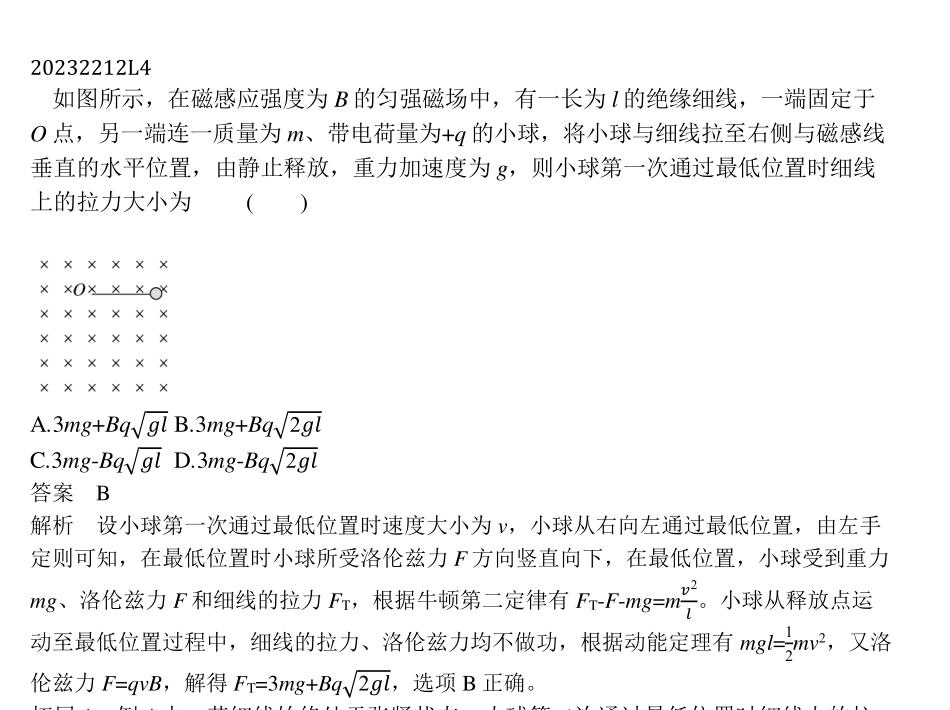 20232212L4
如图所示，在磁感应强度为 B 的匀强磁场中，有一长为 l 的绝缘细线，一端固定于
O 点，另一端连一质量为 m、带电荷量为+q 的小球，将小球与细线拉至右侧与磁感线
垂直的水平位置，由静止释放，重力加速度为 g，则小球第一次通过最低位置时细线
上的拉力大小为 (  )
× × × × × ×
× ×O× × × ×
× × × × × ×
× × × × × ×
× × × × × ×
× × × × × ×
A.3mg+Bq√gl B.3mg+Bq√2gl
C.3mg-Bq√gl D.3mg-Bq√2gl
答案 B
解析 设小球第一次通过最低位置时速度大小为 v，小球从右向左通过最低位置，由左手
定则可知，在最低位置时小球所受洛伦兹力 F 方向竖直向下，在最低位置，小球受到重力
mg、洛伦兹力 F 和细线的拉力 F_T，根据牛顿第二定律有 F_T-F-mg=m v²/l。小球从释放点运
动至最低位置过程中，细线的拉力、洛伦兹力均不做功，根据动能定理有 mgl=1/2mv²，又洛
伦兹力 F=qvB，解得 F_T=3mg+Bq√2gl，选项 B 正确。